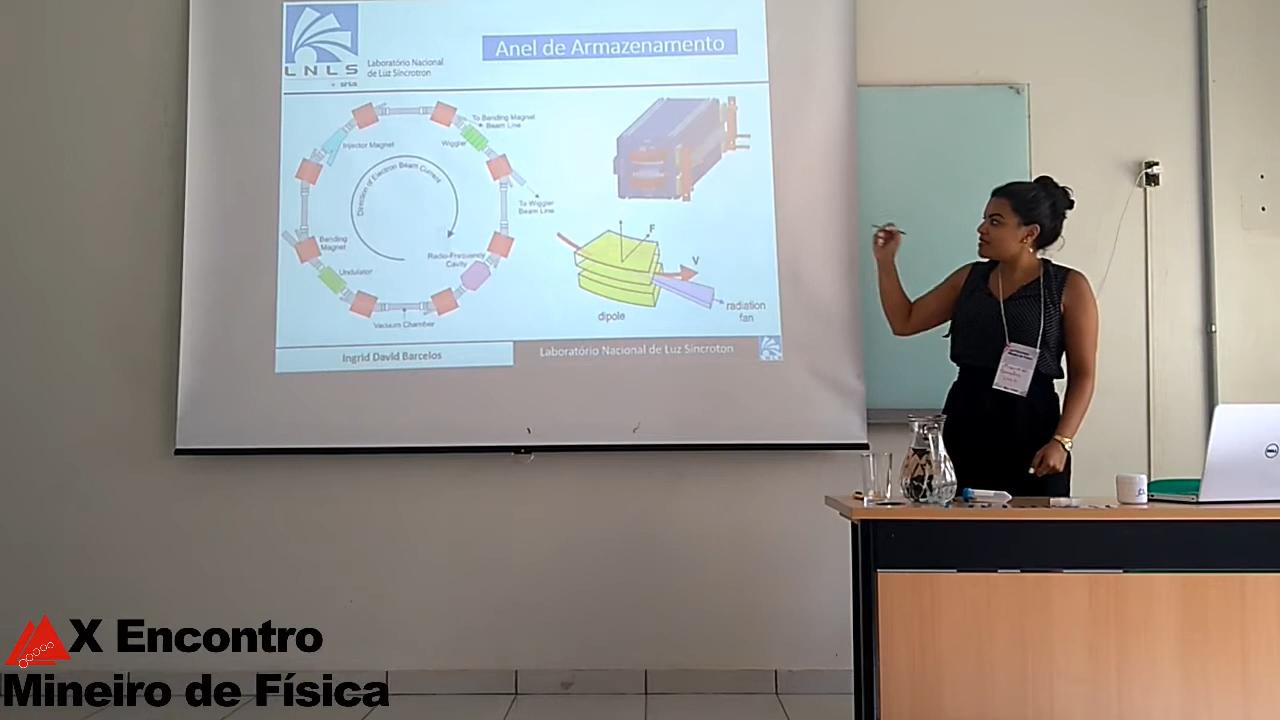 LNLS
Laboratório Nacional
de Luz Síncrotron
Anel de Armazenamento
To Bending Magnet
Beam Line
Injector Magnet
Wiggler
Direction of Electron Beam Current
To Wiggler
Beam Line
Bending
Magnet
Radio-Frequency
Cavity
Undulator
Vacuum Chamber
F
V
radiation
fan
dipole
Ingrid David Barcelos
Laboratório Nacional de Luz Síncroton
DELL
X Encontro
Mineiro de Física